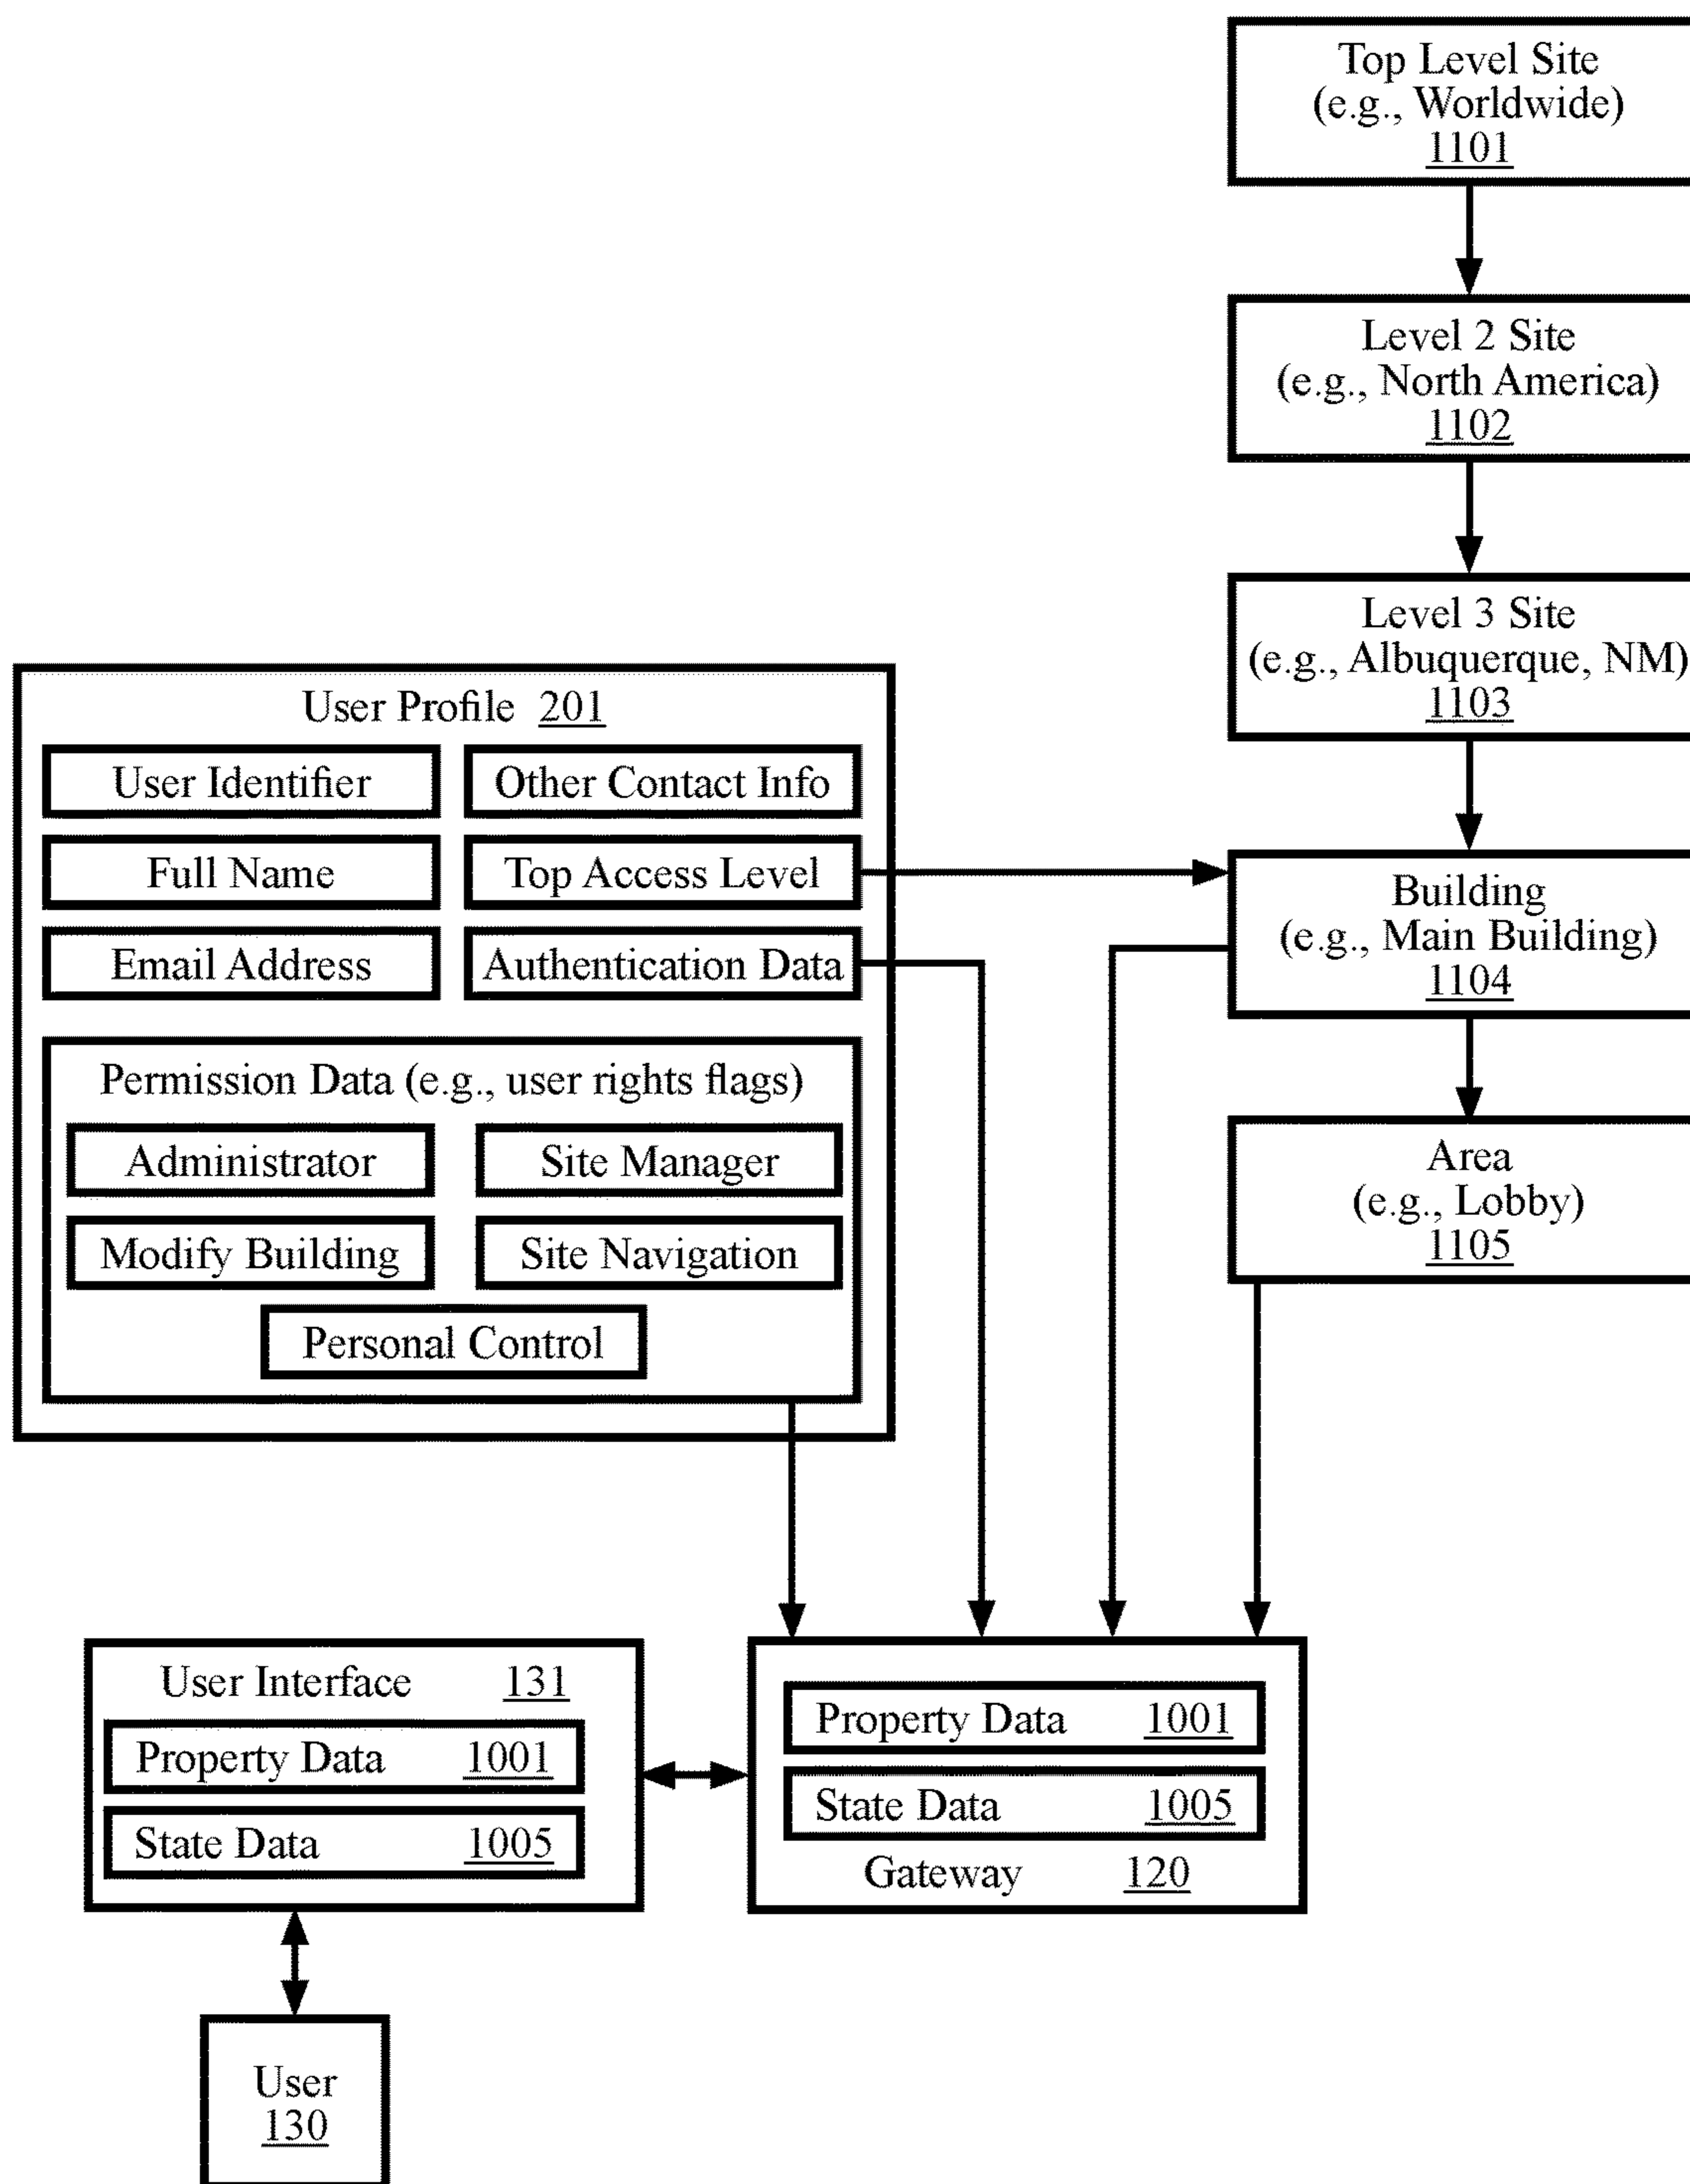 Top Level Site
(e.g., Worldwide)
1101
Level 2 Site
(e.g., North America)
1102
Level 3 Site
(e.g., Albuquerque, NM)
1103
Building
(e.g., Main Building)
1104
Area
(e.g., Lobby)
1105
User Profile 201
User Identifier
Other Contact Info
Full Name
Top Access Level
Email Address
Authentication Data
Permission Data (e.g., user rights flags)
Administrator
Site Manager
Modify Building
Site Navigation
Personal Control
User Interface 131
Property Data 1001
State Data 1005
Property Data 1001
State Data 1005
Gateway 120
User
130